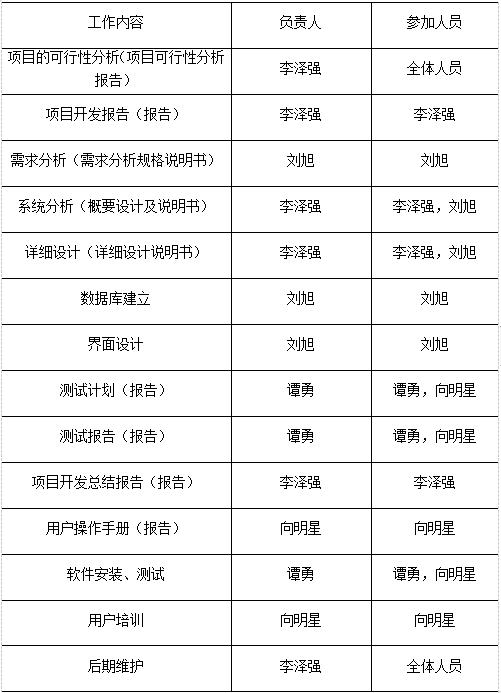 工作内容 负责人 参加人员
项目的可行性分析(项目可行性分析
报告） 李泽强 全体人员
项目开发报告（报告） 李泽强 李泽强
需求分析（需求分析规格说明书） 刘旭 刘旭
系统分析（概要设计及说明书） 李泽强 李泽强，刘旭
详细设计（详细设计说明书） 李泽强 李泽强，刘旭
数据库建立 刘旭 刘旭
界面设计 刘旭 刘旭
测试计划（报告） 谭勇 谭勇，向明星
测试报告（报告） 谭勇 谭勇，向明星
项目开发总结报告（报告） 李泽强 李泽强
用户操作手册（报告） 向明星 向明星
软件安装、测试 谭勇 谭勇，向明星
用户培训 向明星 向明星
后期维护 李泽强 全体人员